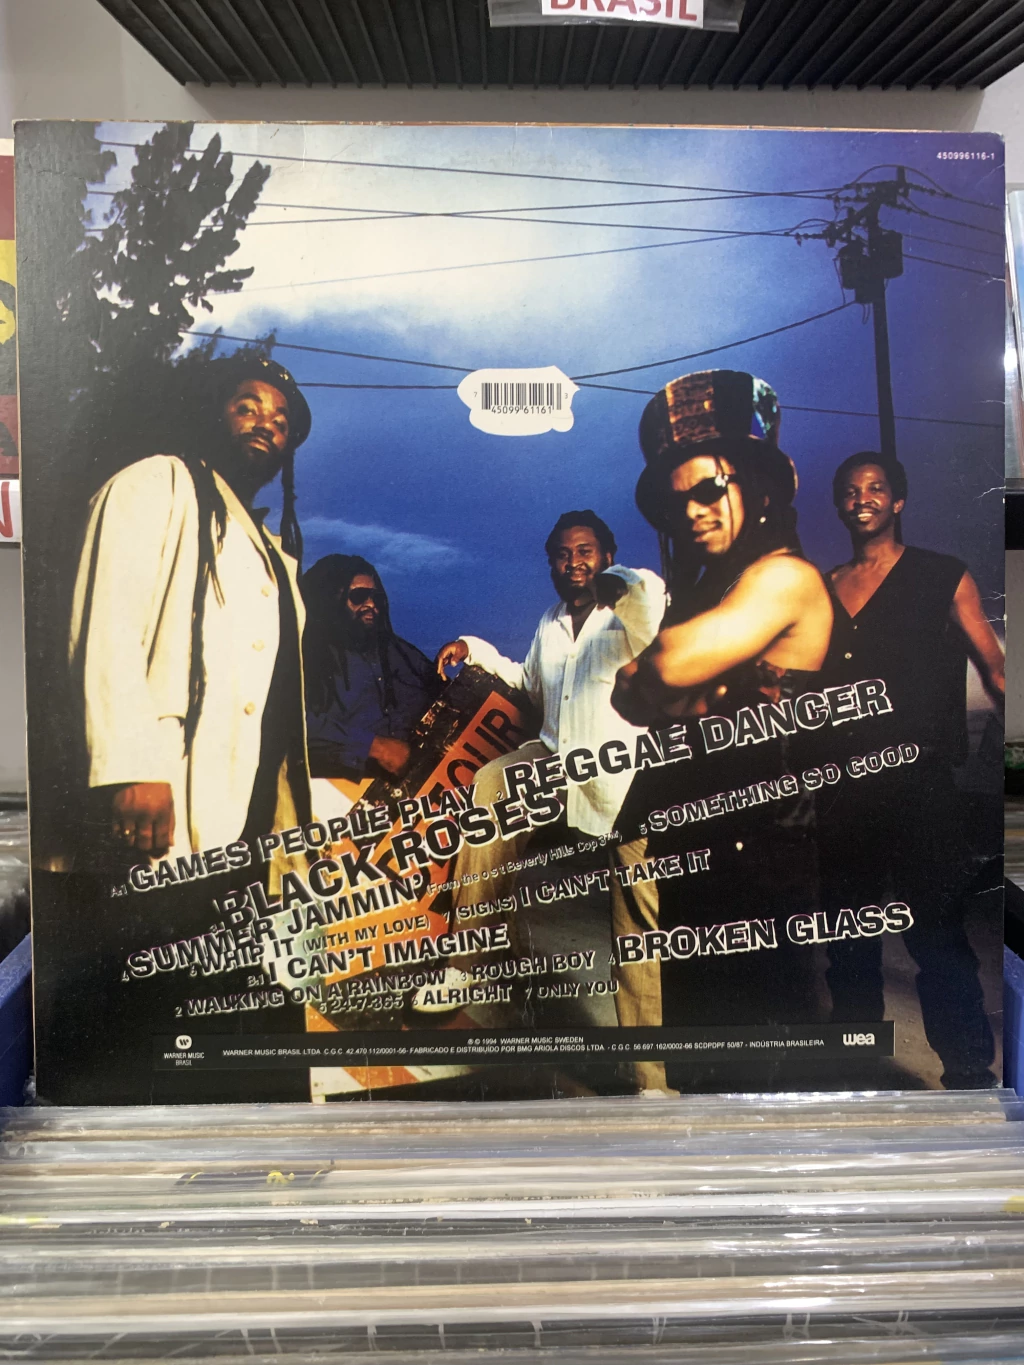 BRASIL
450996116-1
7 45099 61161 3
OUR
A.1 GAMES PEOPLE PLAY 2 REGGAE DANCER
3 BLACK ROSES
4 SUMMER JAMMIN' (From the o s t Beverly Hills Cop 3™), 5 SOMETHING SO GOOD
6 WHIP IT (WITH MY LOVE) 7 (SIGNS) I CAN'T TAKE IT
B.1 I CAN'T IMAGINE
2 WALKING ON A RAINBOW 3 ROUGH BOY 4 BROKEN GLASS
5 24-7-365 6 ALRIGHT 7 ONLY YOU
WARNER MUSIC
BRASIL
℗ © 1994 WARNER MUSIC SWEDEN
WARNER MUSIC BRASIL LTDA C.G.C. 42.470.112/0001-56- FABRICADO E DISTRIBUÍDO POR BMG ARIOLA DISCOS LTDA. - C.G.C. 56.697.162/0002-66 SCDPDPF 50/87 - INDÚSTRIA BRASILEIRA
wea
N